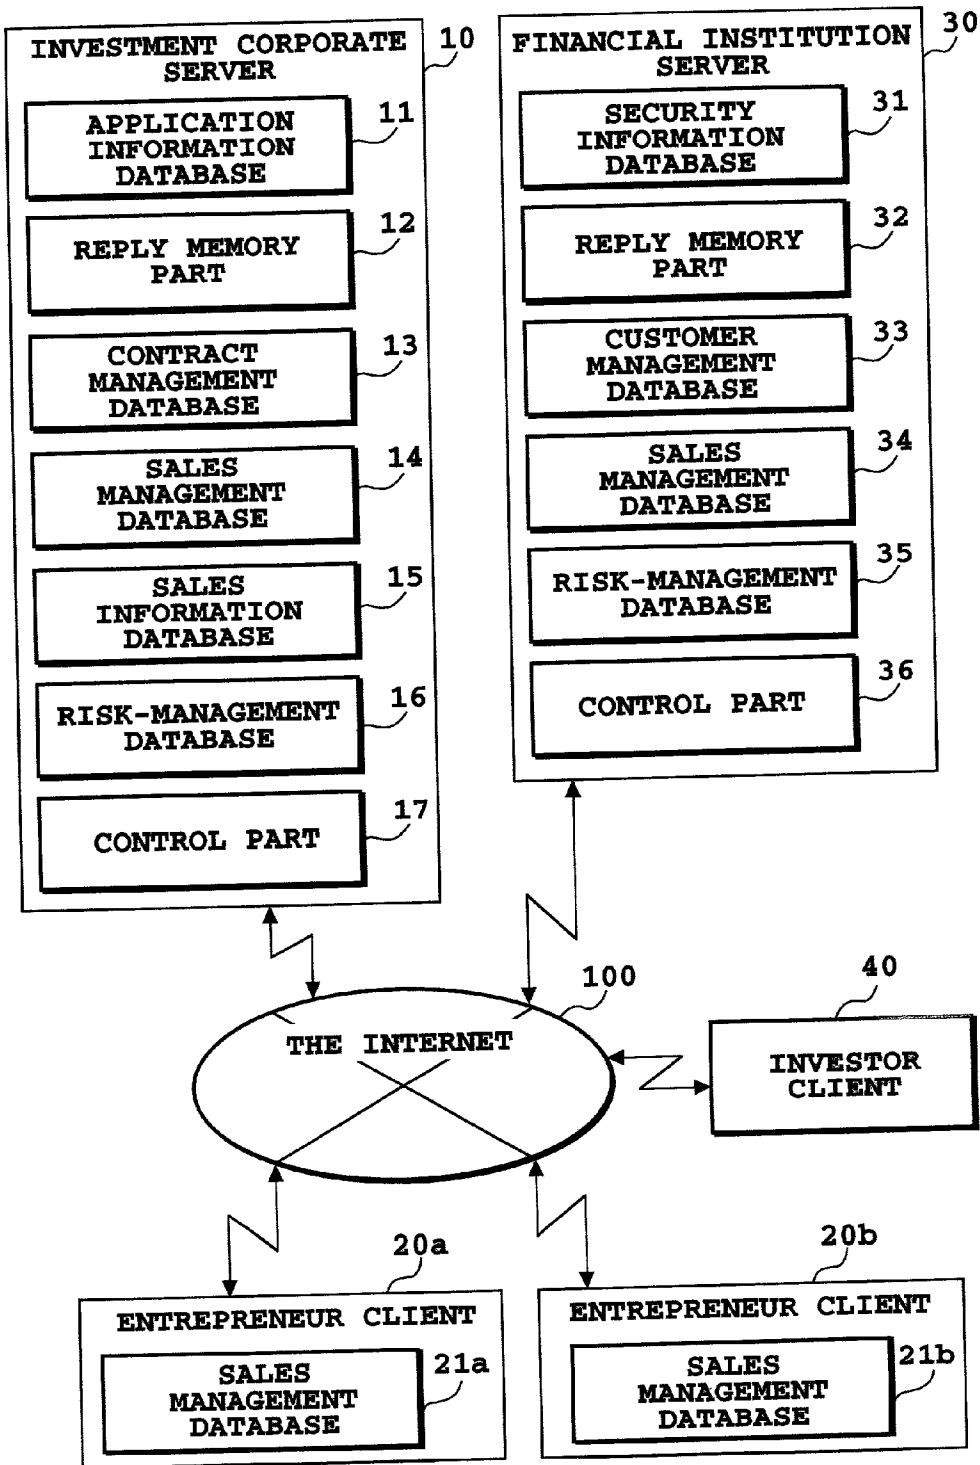 INVESTMENT CORPORATE
SERVER
10
APPLICATION
INFORMATION
DATABASE
11
REPLY MEMORY
PART
12
CONTRACT
MANAGEMENT
DATABASE
13
SALES
MANAGEMENT
DATABASE
14
SALES
INFORMATION
DATABASE
15
RISK-MANAGEMENT
DATABASE
16
CONTROL PART
17
FINANCIAL INSTITUTION
SERVER
30
SECURITY
INFORMATION
DATABASE
31
REPLY MEMORY
PART
32
CUSTOMER
MANAGEMENT
DATABASE
33
SALES
MANAGEMENT
DATABASE
34
RISK-MANAGEMENT
DATABASE
35
CONTROL PART
36
THE INTERNET
100
INVESTOR
CLIENT
40
20a
ENTREPRENEUR CLIENT
SALES
MANAGEMENT
DATABASE
21a
20b
ENTREPRENEUR CLIENT
SALES
MANAGEMENT
DATABASE
21b